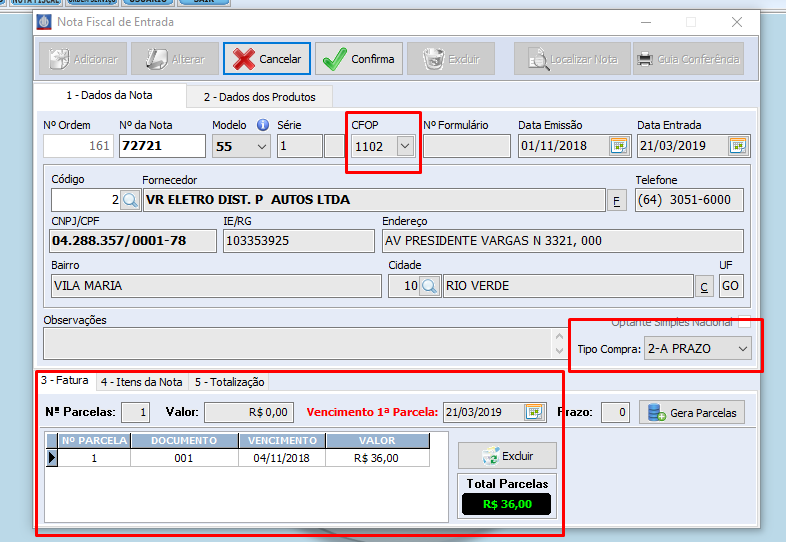 NOTA FISCAL ORDEM SERVIÇO USUARIO SAIR
Nota Fiscal de Entrada
Adicionar Alterar Cancelar Confirma Excluir Localizar Nota Guia Conferência
1 - Dados da Nota 2 - Dados dos Produtos
Nº Ordem Nº da Nota Modelo Série CFOP Nº Formulário Data Emissão Data Entrada
161 72721 55 1 1102 01/11/2018 21/03/2019
Código Fornecedor Telefone
2 VR ELETRO DIST. P AUTOS LTDA F (64) 3051-6000
CNPJ/CPF IE/RG Endereço
04.288.357/0001-78 103353925 AV PRESIDENTE VARGAS N 3321, 000
Bairro Cidade UF
VILA MARIA 10 RIO VERDE C GO
Observações Optante Simples Nacional
Tipo Compra: 2-A PRAZO
3 - Fatura 4 - Itens da Nota 5 - Totalização
Nº Parcelas: 1 Valor: R$ 0,00 Vencimento 1ª Parcela: 21/03/2019 Prazo: 0 Gera Parcelas
Nº PARCELA DOCUMENTO VENCIMENTO VALOR
1 001 04/11/2018 R$ 36,00
Excluir
Total Parcelas
R$ 36,00